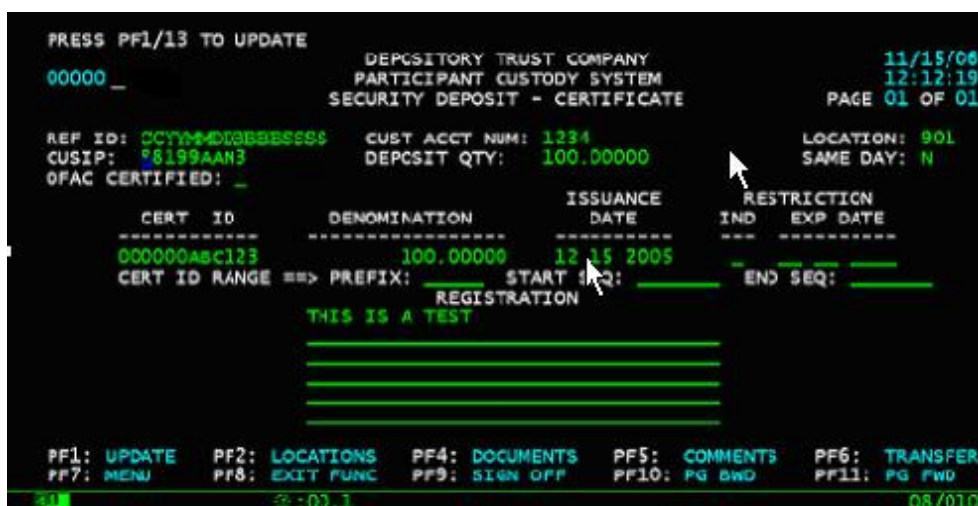 PRESS PF1/13 TO UPDATE
DEPOSITORY TRUST COMPANY 11/15/06
00000_ PARTICIPANT CUSTODY SYSTEM 12:12:19
SECURITY DEPOSIT - CERTIFICATE PAGE 01 OF 01
REF ID: CUST ACCT NUM: 1234 LOCATION: 901
CUSIP: 8199AAN3 DEPOSIT QTY: 100.00000 SAME DAY: N
OFAC CERTIFIED: _
ISSUANCE RESTRICTION
CERT ID DENOMINATION DATE IND EXP DATE
000000ABC123 100.00000 12 15 2005
CERT ID RANGE ==> PREFIX: START SEQ: END SEQ:
REGISTRATION
THIS IS A TEST
PF1: UPDATE PF2: LOCATIONS PF4: DOCUMENTS PF5: COMMENTS PF6: TRANSFER
PF7: MENU PF8: EXIT FUNC PF9: SIGN OFF PF10: PG BWD PF11: PG FWD
08/010